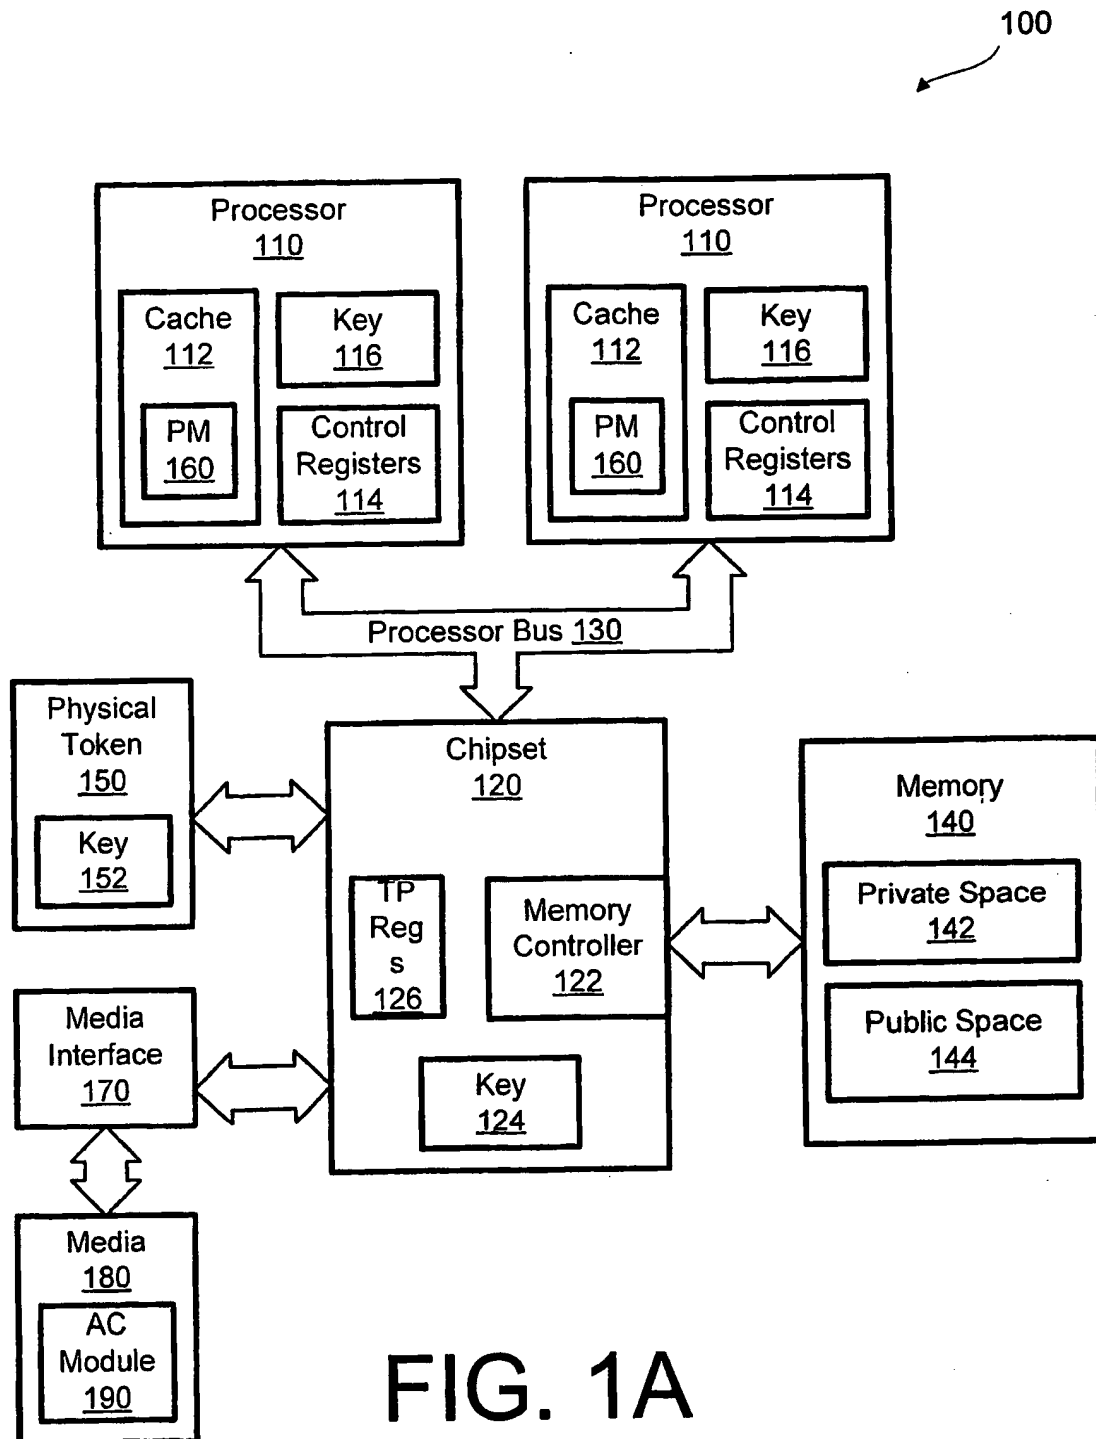 100
Processor
110
Cache
112
PM
160
Key
116
Control
Registers
114
Processor
110
Cache
112
PM
160
Key
116
Control
Registers
114
Processor Bus 130
Physical
Token
150
Key
152
Chipset
120
TP
Reg
s
126
Memory
Controller
122
Key
124
Memory
140
Private Space
142
Public Space
144
Media
Interface
170
Media
180
AC
Module
190
FIG. 1A